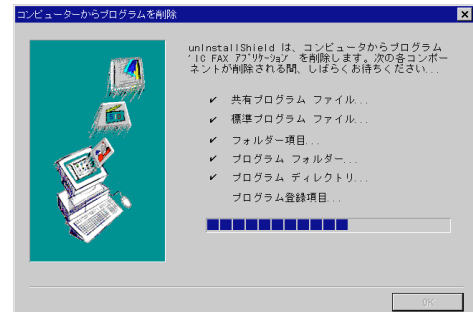 コンピューターからプログラムを削除
unInstallShield は、コンピュータからプログラム
'IC FAX アプリケーション' を削除します。次の各コンポー
ネントが削除される間、しばらくお待ちください...
✔ 共有プログラム ファイル...
✔ 標準プログラム ファイル...
✔ フォルダー項目...
✔ プログラム フォルダー...
✔ プログラム ディレクトリ...
プログラム登録項目...
OK